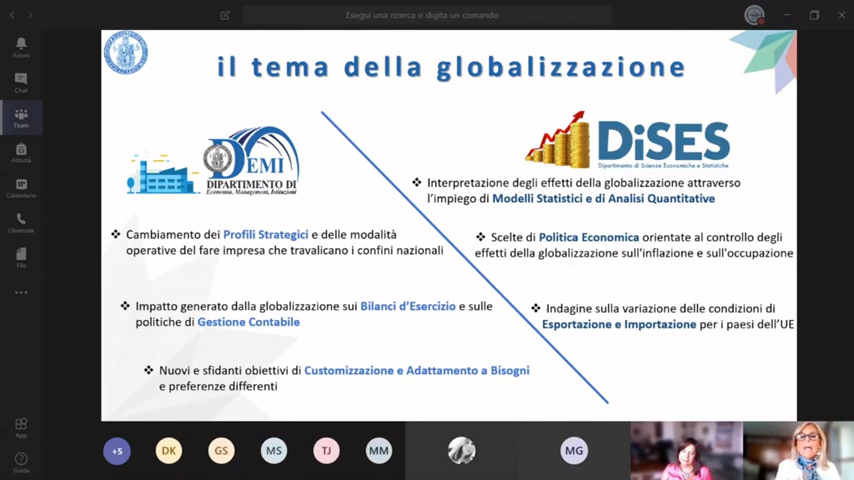 Esegui una ricerca o digita un comando
Azioni
Chat
Team
Attività
Calendario
Chiamate
File
App
Guida
il tema della globalizzazione
DEMI
DIPARTIMENTO DI
Economia, Management, Istituzioni
❖ Cambiamento dei Profili Strategici e delle modalità
operative del fare impresa che travalicano i confini nazionali
❖ Impatto generato dalla globalizzazione sui Bilanci d'Esercizio e sulle
politiche di Gestione Contabile
❖ Nuovi e sfidanti obiettivi di Customizzazione e Adattamento a Bisogni
e preferenze differenti
DiSES
Dipartimento di Scienze Economiche e Statistiche
❖ Interpretazione degli effetti della globalizzazione attraverso
l'impiego di Modelli Statistici e di Analisi Quantitative
❖ Scelte di Politica Economica orientate al controllo degli
effetti della globalizzazione sull'inflazione e sull'occupazione
❖ Indagine sulla variazione delle condizioni di
Esportazione e Importazione per i paesi dell'UE
+5
DK
GS
MS
TJ
MM
MG